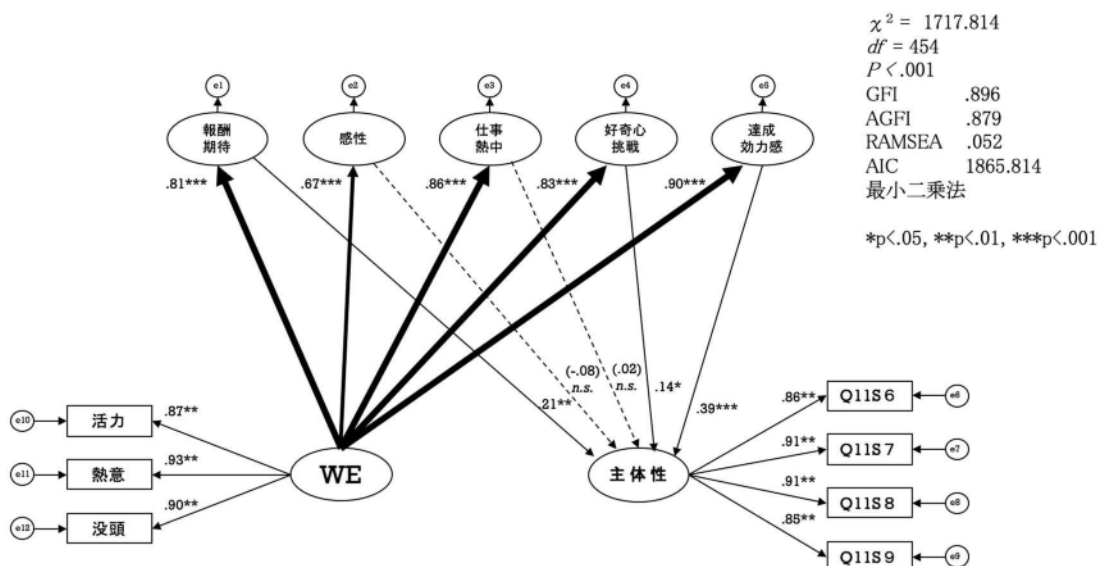 χ² = 1717.814
df = 454
P < .001
GFI .896
AGFI .879
RAMSEA .052
AIC 1865.814
最小二乗法
*p<.05, **p<.01, ***p<.001
e1
e2
e3
e4
e5
報酬
期待
感性
仕事
熱中
好奇心
挑戦
達成
効力感
.81***
.67***
.86***
.83***
.90***
(-.08)
n.s.
(.02)
n.s.
.21**
.14*
.39***
e10
活力
.87**
e11
熱意
.93**
e12
没頭
.90**
WE
主体性
.86**
Q11S6
e6
.91**
Q11S7
e7
.91**
Q11S8
e8
.85**
Q11S9
e9